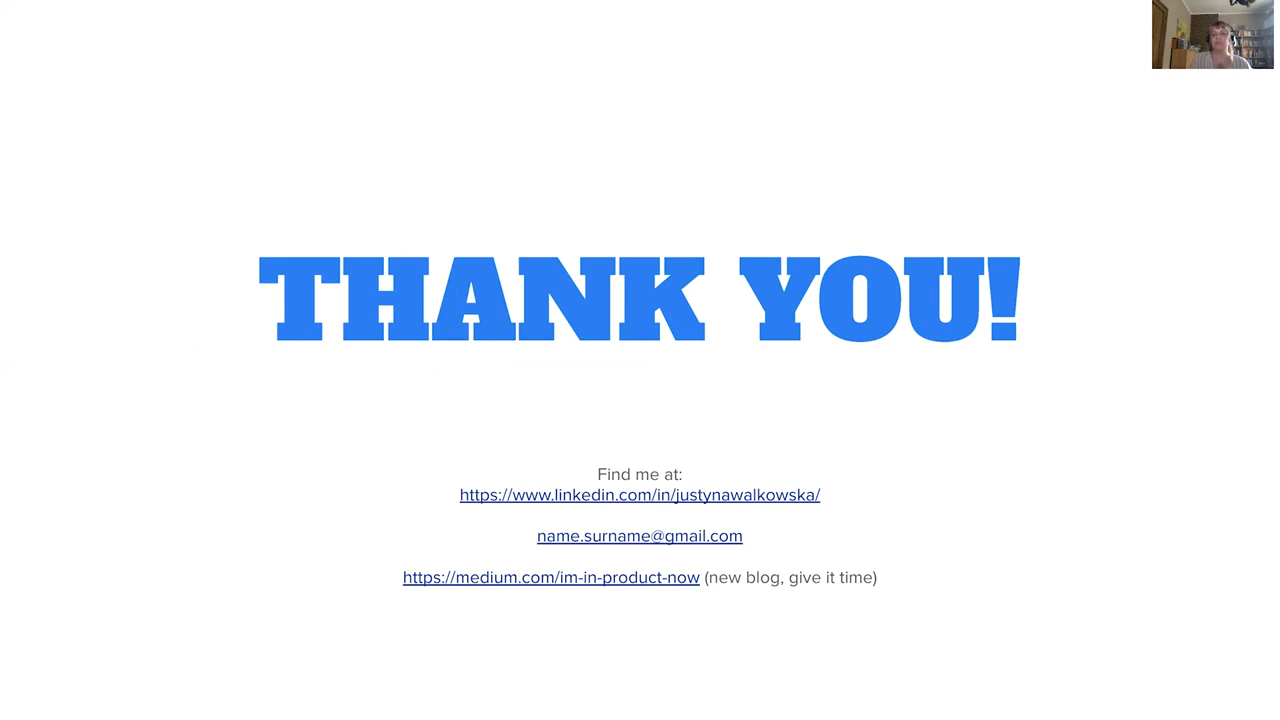 THANK YOU!
Find me at:
https://www.linkedin.com/in/justynawalkowska/
name.surname@gmail.com
https://medium.com/im-in-product-now (new blog, give it time)